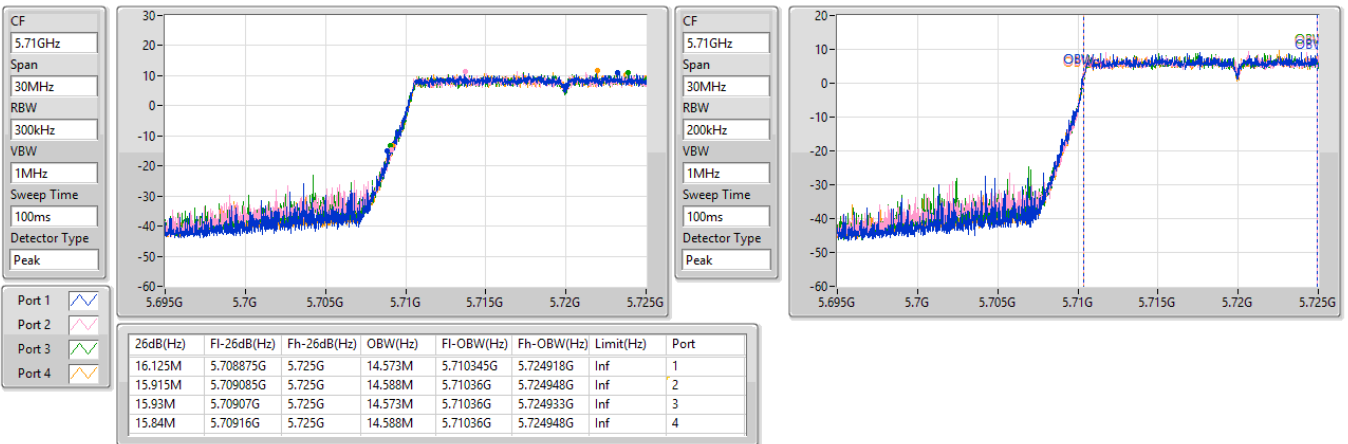 CF
5.71GHz
Span
30MHz
RBW
300kHz
VBW
1MHz
Sweep Time
100ms
Detector Type
Peak
30
20
10
0
-10
-20
-30
-40
-50
-60
5.695G 5.7G 5.705G 5.71G 5.715G 5.72G 5.725G
CF
5.71GHz
Span
30MHz
RBW
200kHz
VBW
1MHz
Sweep Time
100ms
Detector Type
Peak
20
10
0
-10
-20
-30
-40
-50
-60
OBW
5.695G 5.7G 5.705G 5.71G 5.715G 5.72G 5.725G
Port 1
Port 2
Port 3
Port 4
26dB(Hz) Fl-26dB(Hz) Fh-26dB(Hz) OBW(Hz) Fl-OBW(Hz) Fh-OBW(Hz) Limit(Hz) Port
16.125M 5.708875G 5.725G 14.573M 5.710345G 5.724918G Inf 1
15.915M 5.709085G 5.725G 14.588M 5.71036G 5.724948G Inf 2
15.93M 5.70907G 5.725G 14.573M 5.71036G 5.724933G Inf 3
15.84M 5.70916G 5.725G 14.588M 5.71036G 5.724948G Inf 4